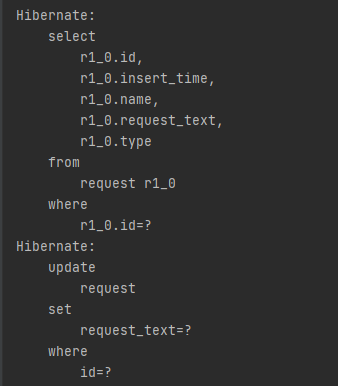 Hibernate:
    select
        r1_0.id,
        r1_0.insert_time,
        r1_0.name,
        r1_0.request_text,
        r1_0.type
    from
        request r1_0
    where
        r1_0.id=?
Hibernate:
    update
        request
    set
        request_text=?
    where
        id=?